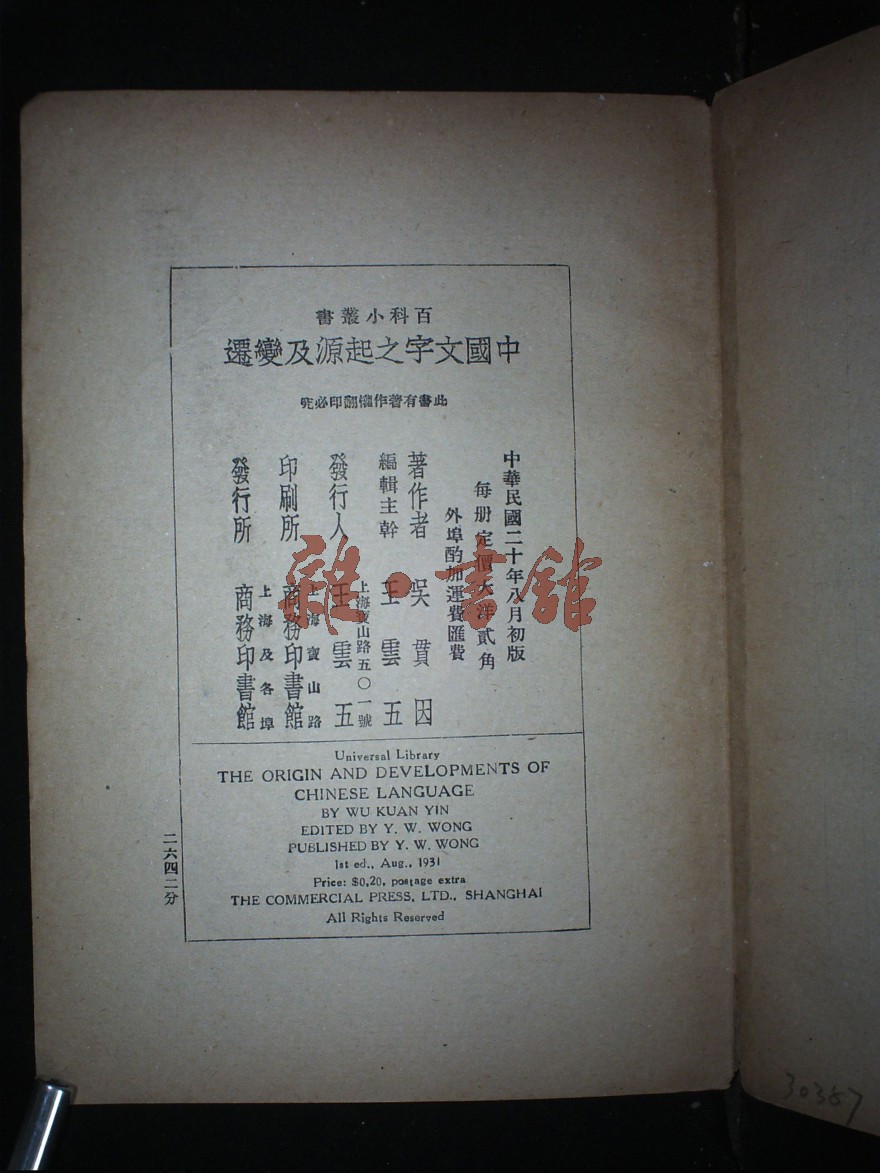 百科小叢書
中國文字之起源及變遷
此書有著作權翻印必究
中華民國二十年八月初版
每册定價大洋貳角
外埠酌加運費匯費
著作者 吳貫因
編輯主幹 王雲五
上海寶山路五〇一號
發行人 王雲五
上海寶山路
印刷所 商務印書館
上海及各埠
發行所 商務印書館
Universal Library
THE ORIGIN AND DEVELOPMENTS OF
CHINESE LANGUAGE
BY WU KUAN YIN
EDITED BY Y. W. WONG
PUBLISHED BY Y. W. WONG
1st ed., Aug., 1931
Price: $0,20, postage extra
THE COMMERCIAL PRESS, LTD., SHANGHAI
All Rights Reserved
二六四二分
雜·書館
30387